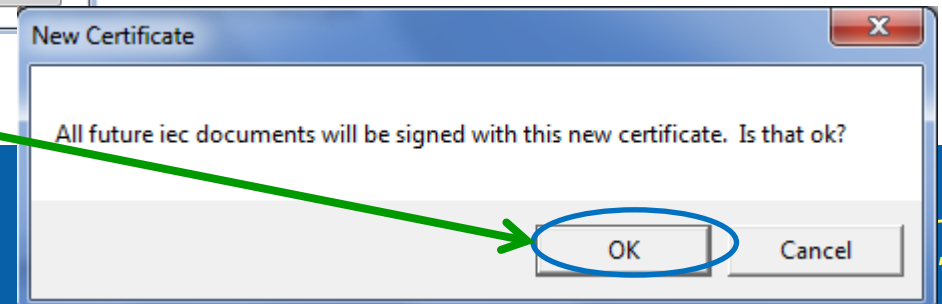 New Certificate
All future iec documents will be signed with this new certificate.  Is that ok?
OK
Cancel